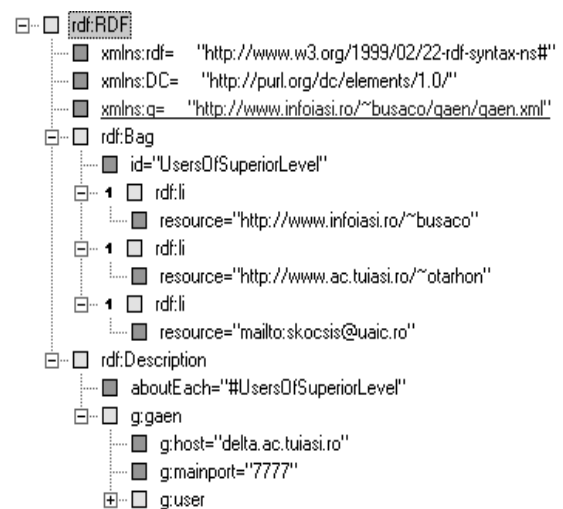 rdf:RDF
xmlns:rdf= "http://www.w3.org/1999/02/22-rdf-syntax-ns#"
xmlns:DC= "http://purl.org/dc/elements/1.0/"
xmlns:g= "http://www.infoiasi.ro/~busaco/gaen/gaen.xml"
rdf:Bag
id="UsersOfSuperiorLevel"
1 rdf:li
resource="http://www.infoiasi.ro/~busaco"
1 rdf:li
resource="http://www.ac.tuiasi.ro/~otarhon"
1 rdf:li
resource="mailto:skocsis@uaic.ro"
rdf:Description
aboutEach="#UsersOfSuperiorLevel"
g:gaen
g:host="delta.ac.tuiasi.ro"
g:mainport="7777"
g:user